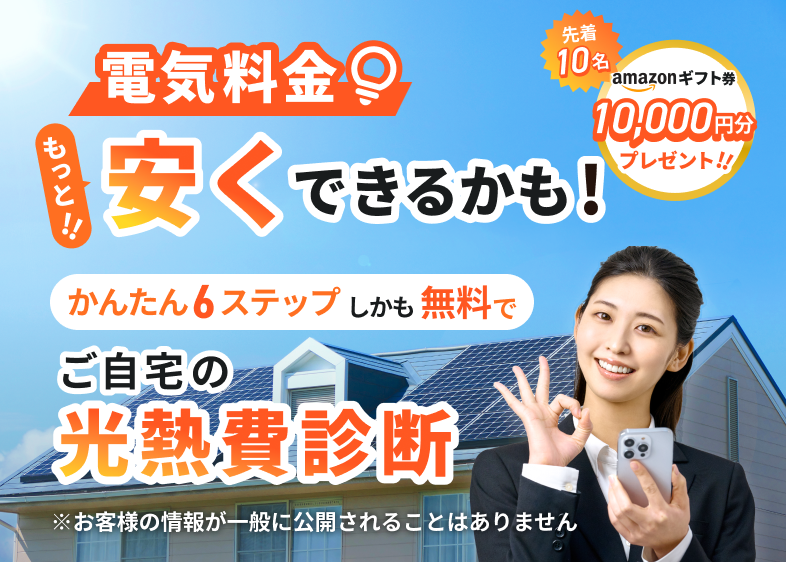 電気料金
先着
10名
amazonギフト券
10,000円分
プレゼント!!
もっと!!
安くできるかも!
かんたん6ステップ しかも 無料で
ご自宅の
光熱費診断
※お客様の情報が一般に公開されることはありません